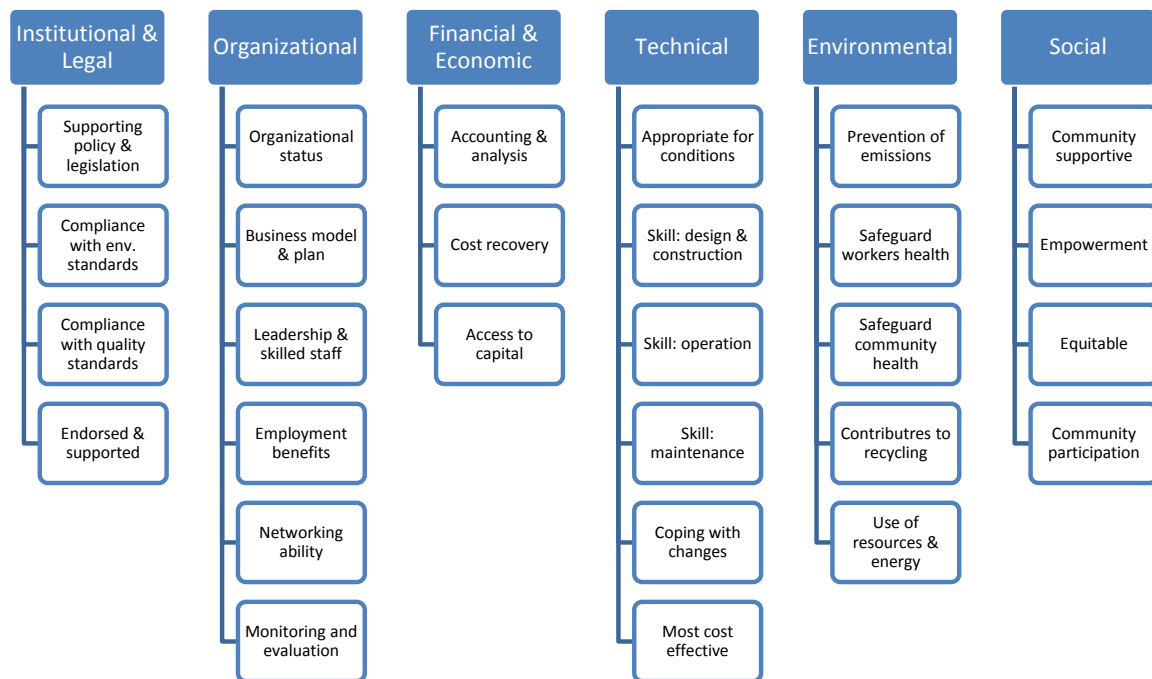 Institutional &
Legal
Supporting
policy &
legislation
Compliance
with env.
standards
Compliance
with quality
standards
Endorsed &
supported
Organizational
Organizational
status
Business model
& plan
Leadership &
skilled staff
Employment
benefits
Networking
ability
Monitoring and
evaluation
Financial &
Economic
Accounting &
analysis
Cost recovery
Access to
capital
Technical
Appropriate for
conditions
Skill: design &
construction
Skill: operation
Skill:
maintenance
Coping with
changes
Most cost
effective
Environmental
Prevention of
emissions
Safeguard
workers health
Safeguard
community
health
Contributres to
recycling
Use of
resources &
energy
Social
Community
supportive
Empowerment
Equitable
Community
participation